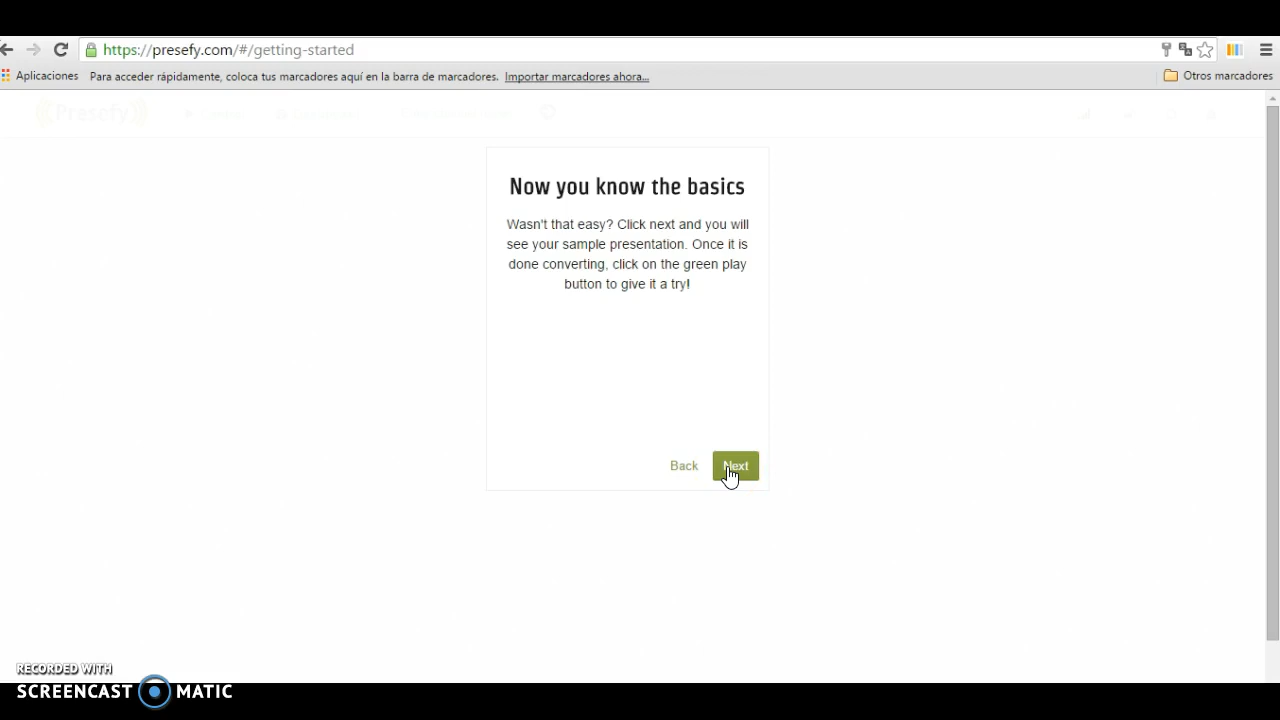 https://presefy.com/#/getting-started
Aplicaciones Para acceder rápidamente, coloca tus marcadores aquí en la barra de marcadores. Importar marcadores ahora... Otros marcadores
Presefy
Now you know the basics
Wasn't that easy? Click next and you will
see your sample presentation. Once it is
done converting, click on the green play
button to give it a try!
Back Next
RECORDED WITH
SCREENCAST MATIC